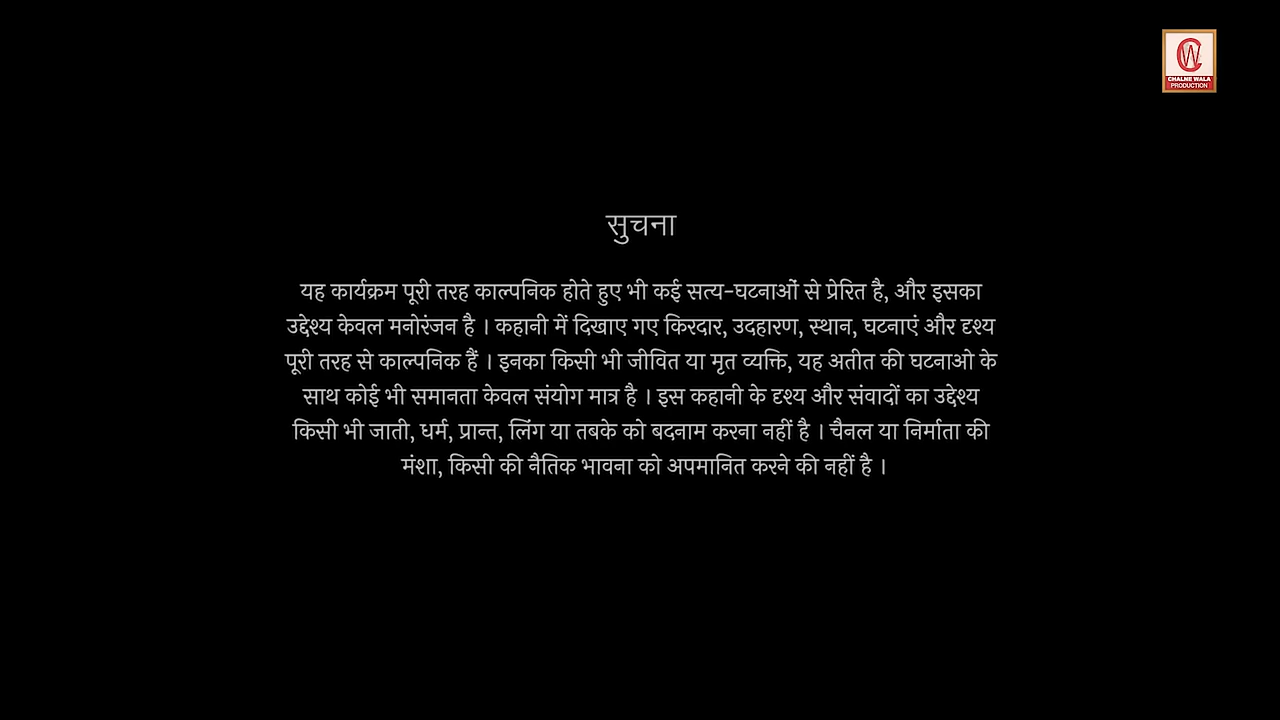 CW
CHALNE WALA
PRODUCTION
सुचना
यह कार्यक्रम पूरी तरह काल्पनिक होते हुए भी कई सत्य-घटनाओं से प्रेरित है, और इसका
उद्देश्य केवल मनोरंजन है । कहानी में दिखाए गए किरदार, उदहारण, स्थान, घटनाएं और दृश्य
पूरी तरह से काल्पनिक हैं । इनका किसी भी जीवित या मृत व्यक्ति, यह अतीत की घटनाओ के
साथ कोई भी समानता केवल संयोग मात्र है । इस कहानी के दृश्य और संवादों का उद्देश्य
किसी भी जाती, धर्म, प्रान्त, लिंग या तबके को बदनाम करना नहीं है । चैनल या निर्माता की
मंशा, किसी की नैतिक भावना को अपमानित करने की नहीं है ।